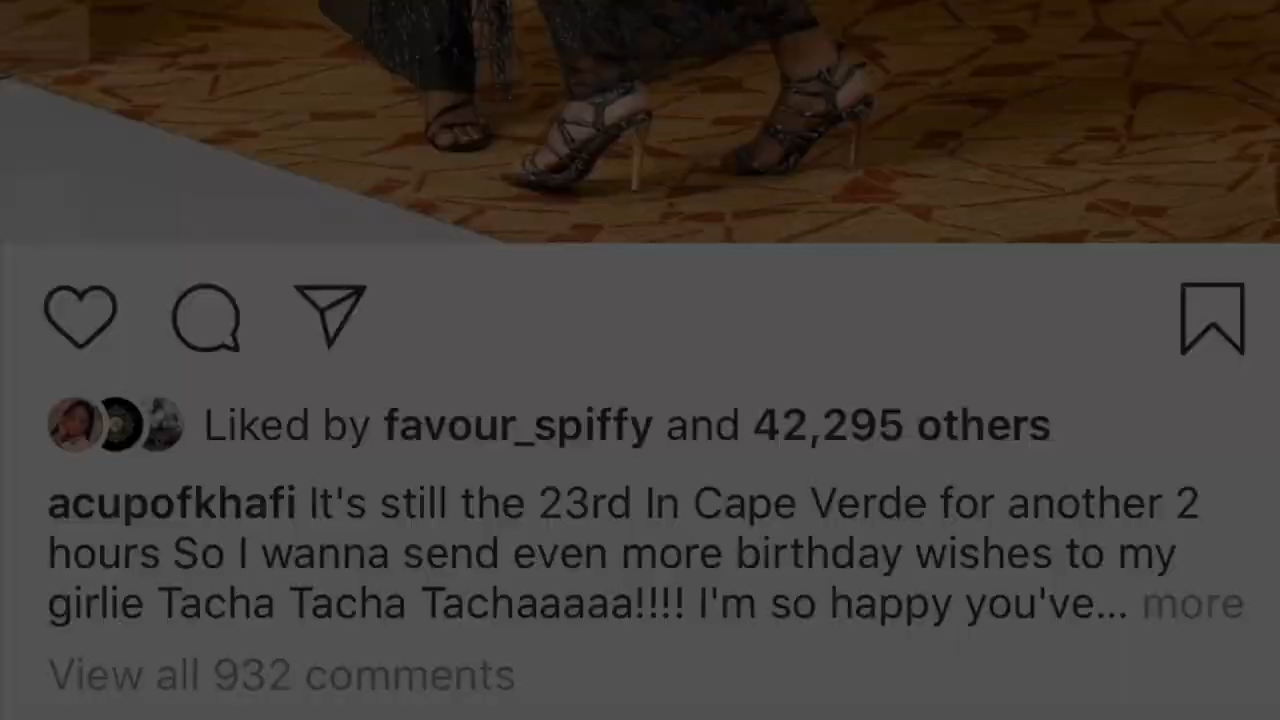 Liked by favour_spiffy and 42,295 others
acupofkhafi It's still the 23rd In Cape Verde for another 2
hours So I wanna send even more birthday wishes to my
girlie Tacha Tacha Tachaaaaa!!!! I'm so happy you've... more
View all 932 comments